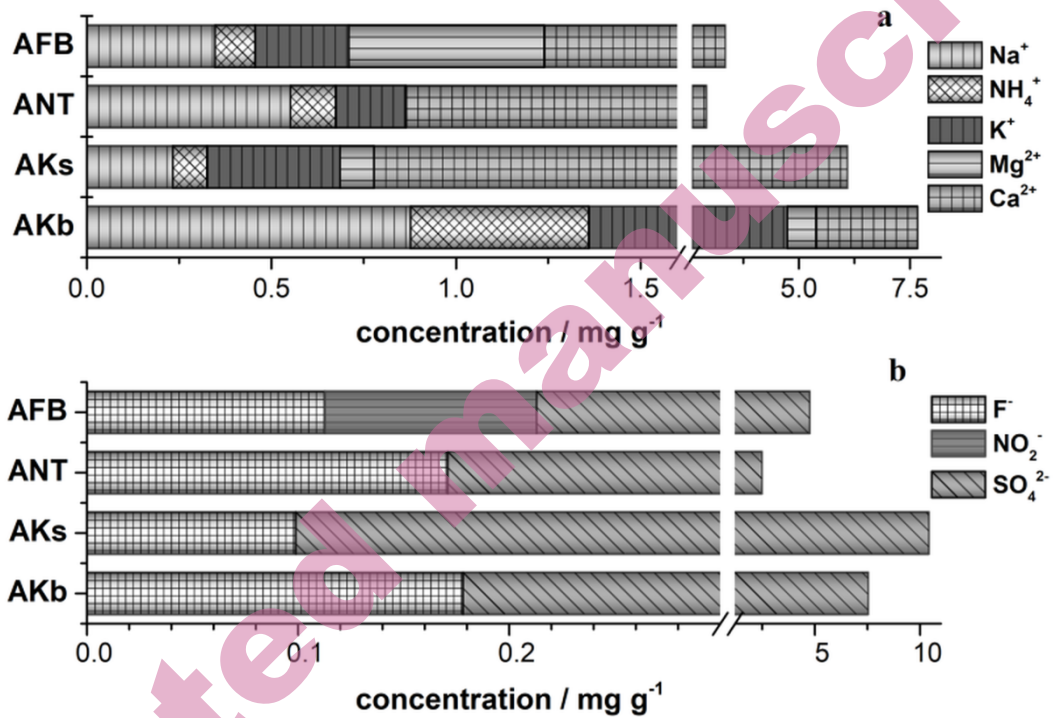 a
AFB
ANT
AKs
AKb
Na⁺
NH₄⁺
K⁺
Mg²⁺
Ca²⁺
0.0 0.5 1.0 1.5 5.0 7.5
concentration / mg g⁻¹
b
AFB
ANT
AKs
AKb
F⁻
NO₂⁻
SO₄²⁻
0.0 0.1 0.2 5 10
concentration / mg g⁻¹
ted manuscri